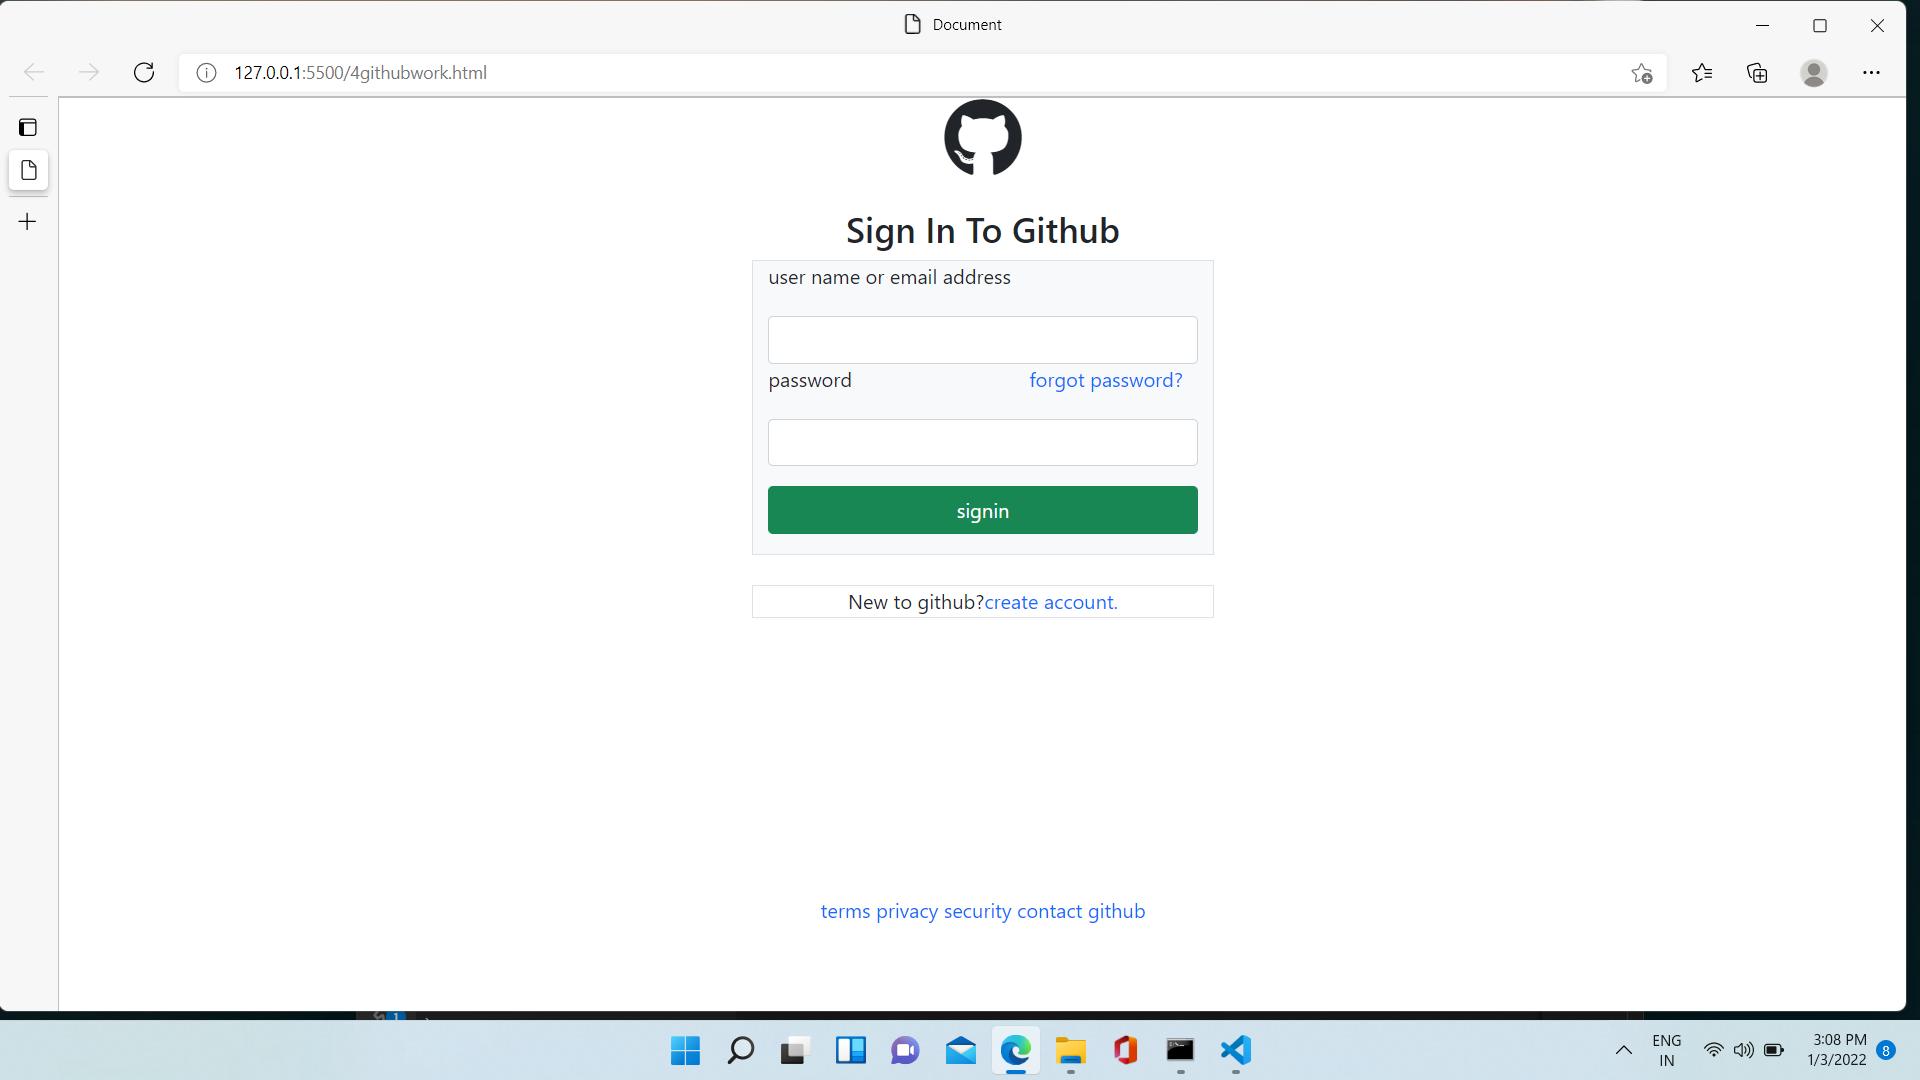 Document
127.0.0.1:5500/4githubwork.html
Sign In To Github
user name or email address
password forgot password?
signin
New to github?create account.
terms privacy security contact github
1
ENG
IN
3:08 PM
1/3/2022
8